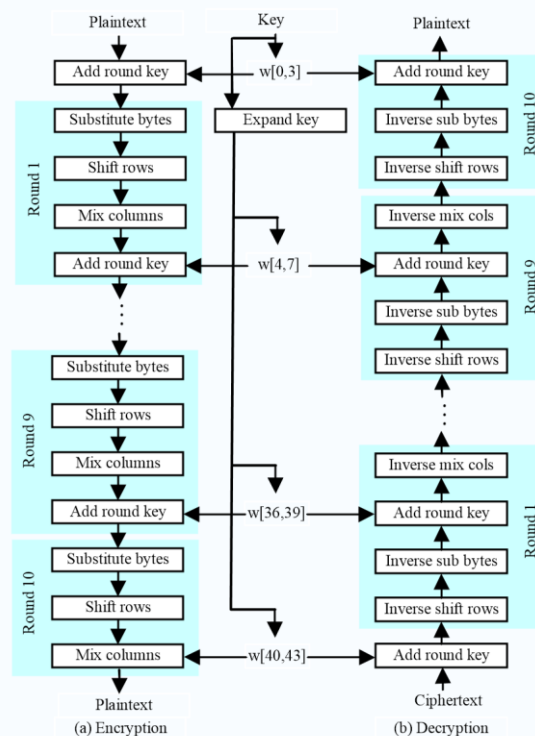 Plaintext
Key
Plaintext
Add round key
w[0,3]
Add round key
Substitute bytes
Expand key
Inverse sub bytes
Round 10
Round 1
Shift rows
Inverse shift rows
Mix columns
Inverse mix cols
Add round key
w[4,7]
Add round key
Round 9
Inverse sub bytes
Substitute bytes
Inverse shift rows
Round 9
Shift rows
Mix columns
Inverse mix cols
Add round key
w[36,39]
Add round key
Round 1
Substitute bytes
Inverse sub bytes
Round 10
Shift rows
Inverse shift rows
Mix columns
w[40,43]
Add round key
Plaintext
Ciphertext
(a) Encryption
(b) Decryption